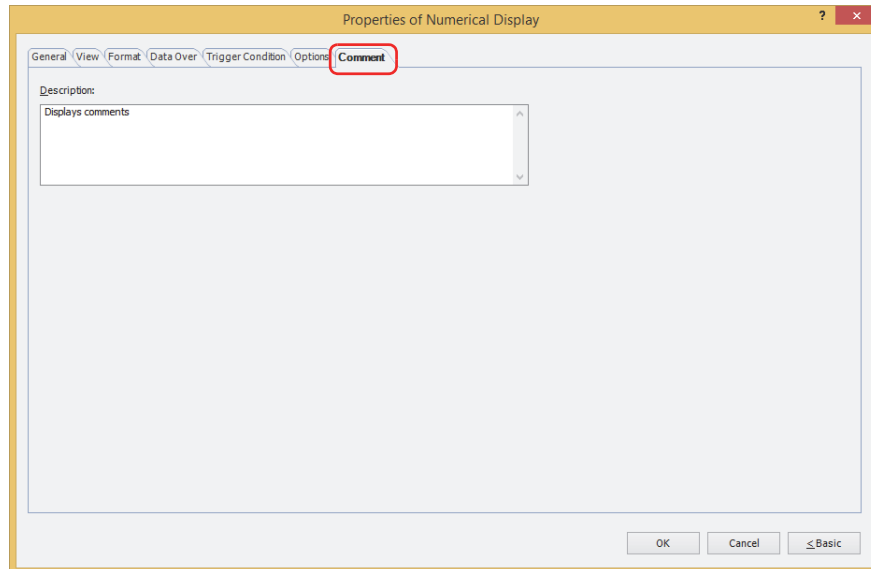 Properties of Numerical Display
? ×
General View Format Data Over Trigger Condition Options Comment
Description:
Displays comments
OK Cancel < Basic